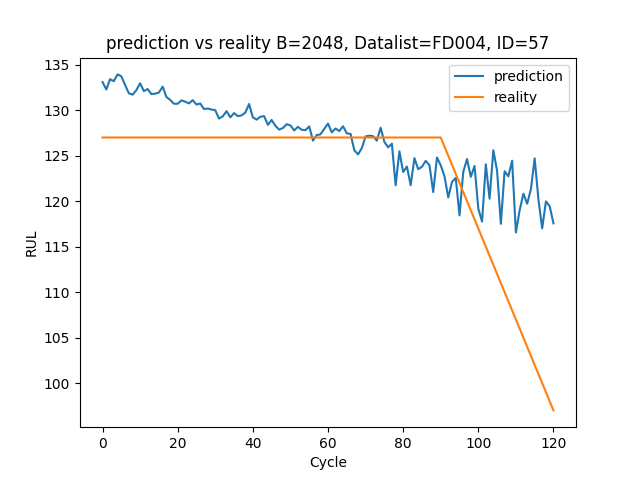 prediction vs reality B=2048, Datalist=FD004, ID=57
prediction
reality
RUL
135
130
125
120
115
110
105
100
0 20 40 60 80 100 120
Cycle